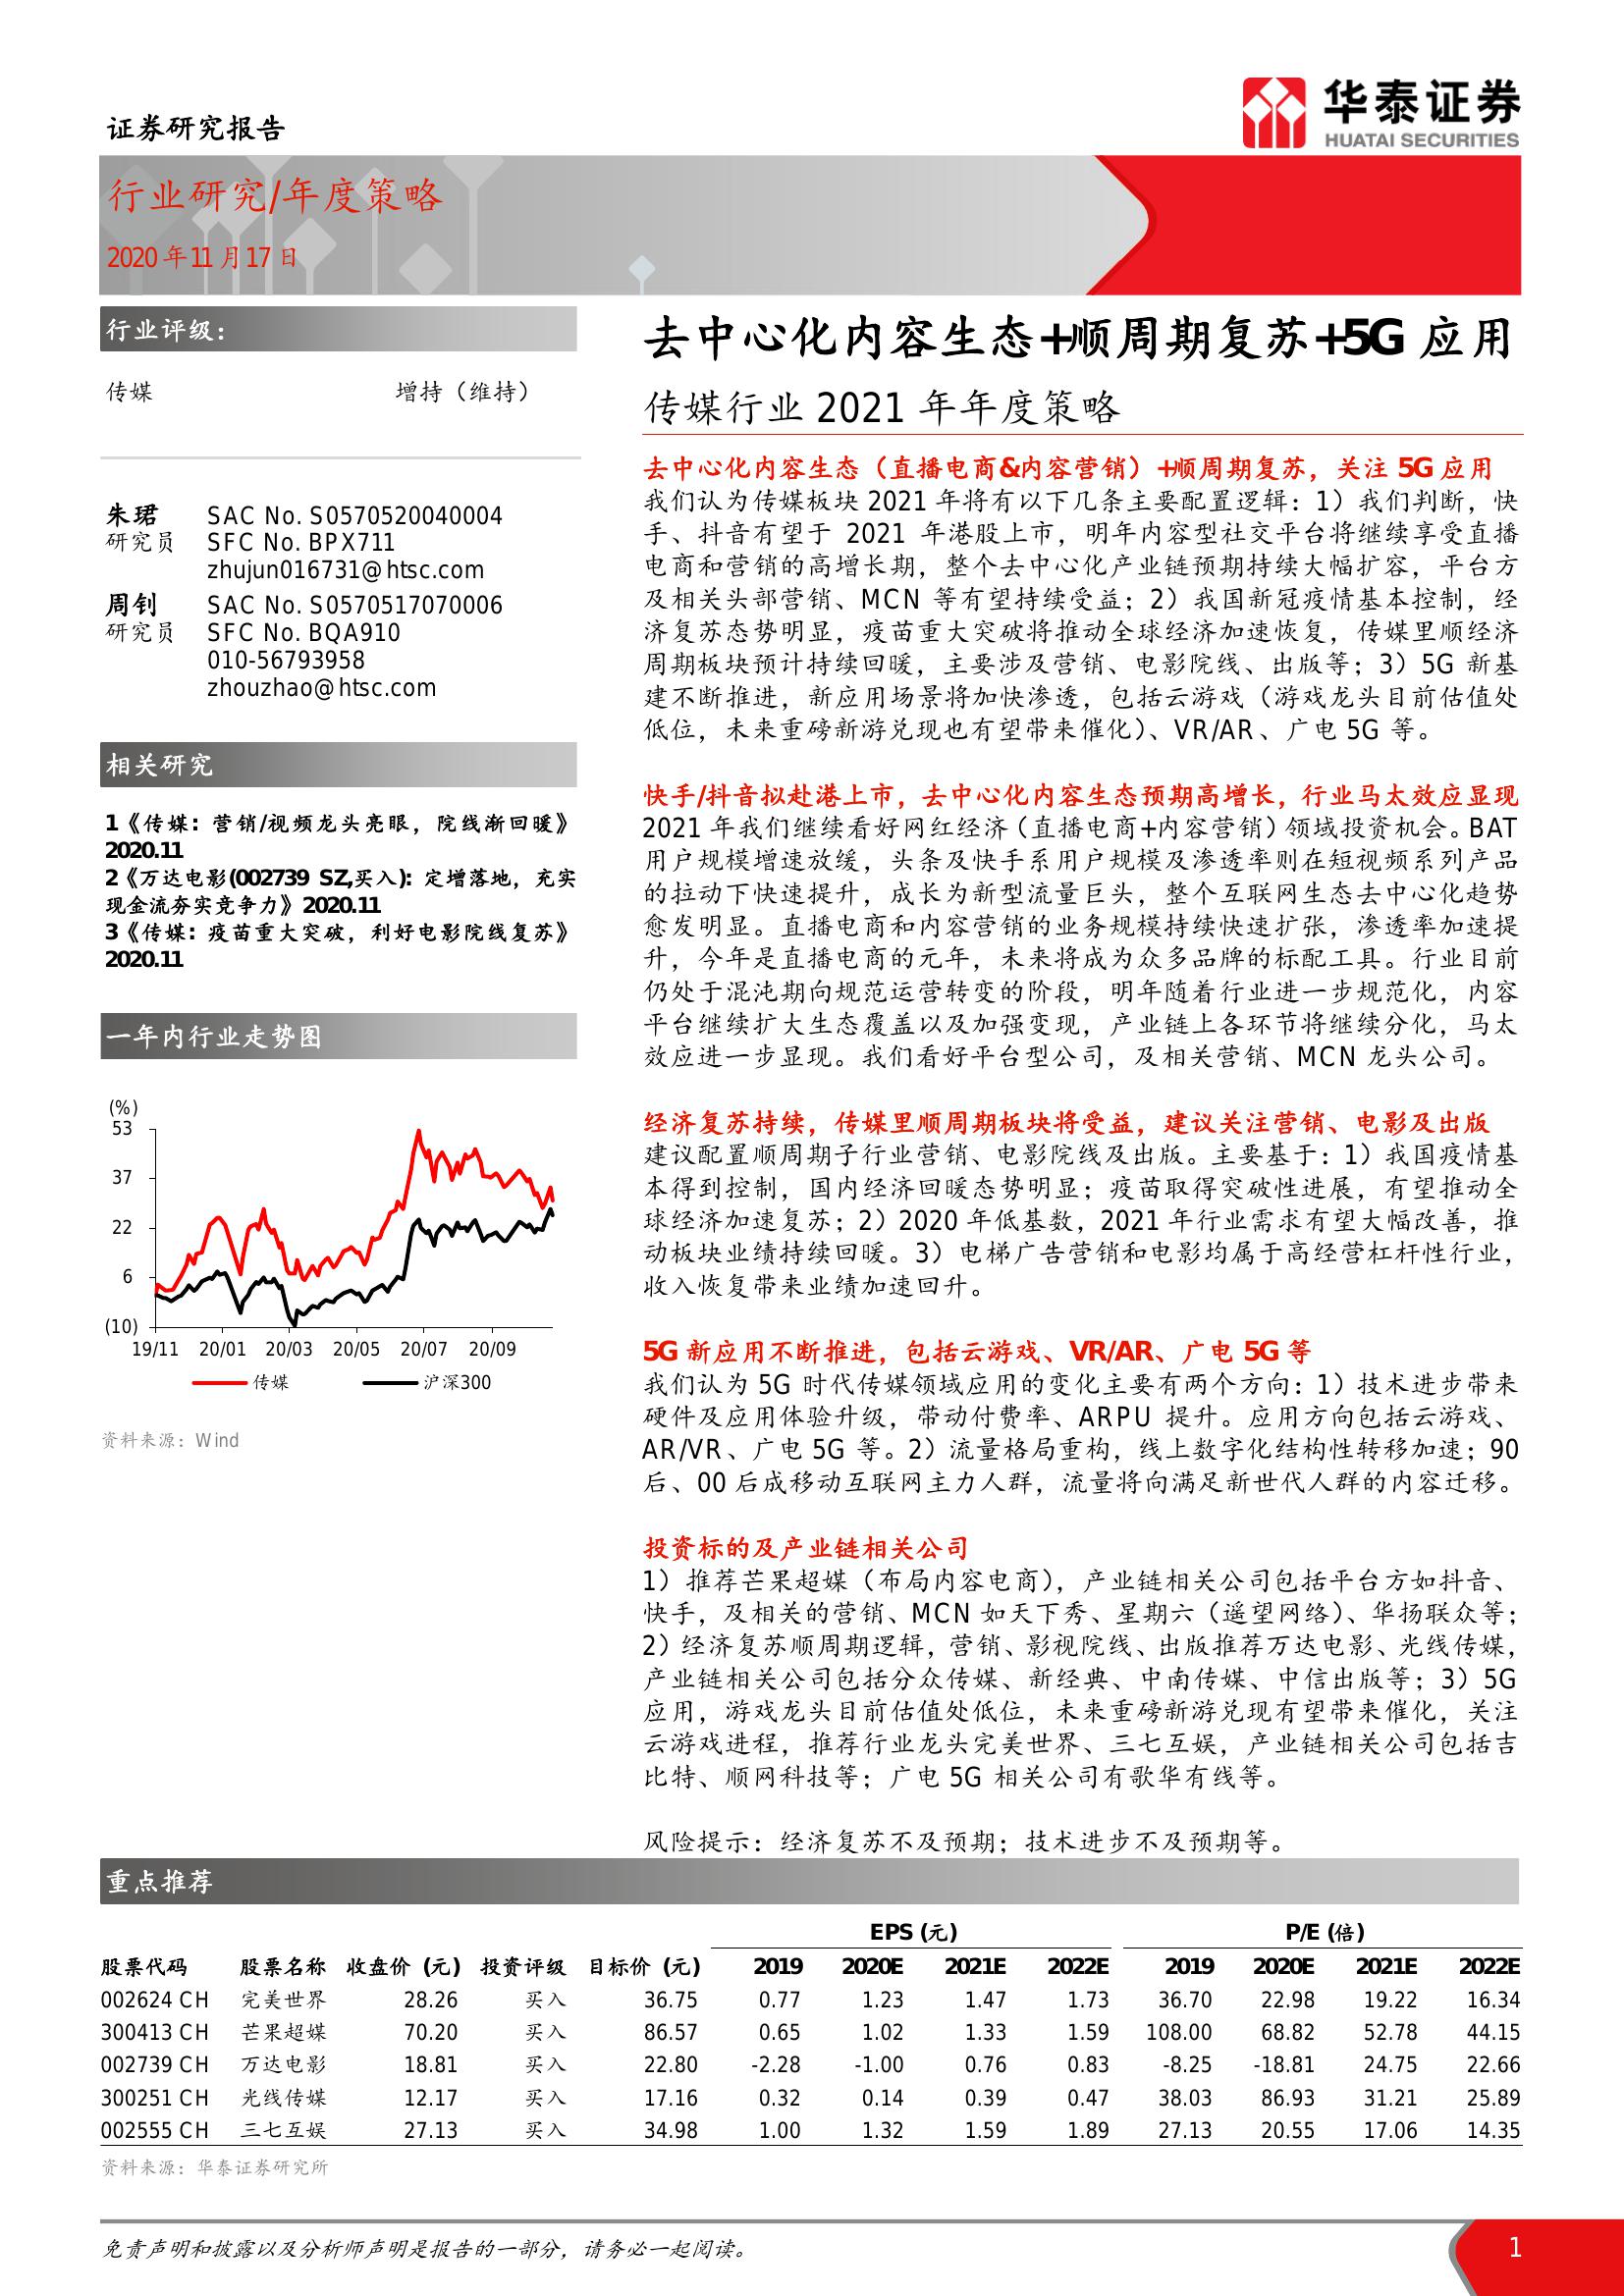 证券研究报告
华泰证券
HUATAI SECURITIES
行业研究/年度策略
2020 年 11 月 17 日
行业评级：
传媒 增持（维持）
朱珺 SAC No. S0570520040004
研究员 SFC No. BPX711
zhujun016731@htsc.com
周钊 SAC No. S0570517070006
研究员 SFC No. BQA910
010-56793958
zhouzhao@htsc.com
相关研究
1《传媒：营销/视频龙头亮眼，院线渐回暖》
2020.11
2《万达电影(002739 SZ,买入)：定增落地，充实
现金流夯实竞争力》2020.11
3《传媒：疫苗重大突破，利好电影院线复苏》
2020.11
一年内行业走势图
(%)
53
37
22
6
(10)
19/11 20/01 20/03 20/05 20/07 20/09
传媒 沪深300
资料来源：Wind
去中心化内容生态+顺周期复苏+5G 应用
传媒行业 2021 年年度策略
去中心化内容生态（直播电商&内容营销）+顺周期复苏，关注 5G 应用
我们认为传媒板块 2021 年将有以下几条主要配置逻辑：1）我们判断，快
手、抖音有望于 2021 年港股上市，明年内容型社交平台将继续享受直播
电商和营销的高增长期，整个去中心化产业链预期持续大幅扩容，平台方
及相关头部营销、MCN 等有望持续受益；2）我国新冠疫情基本控制，经
济复苏态势明显，疫苗重大突破将推动全球经济加速恢复，传媒里顺经济
周期板块预计持续回暖，主要涉及营销、电影院线、出版等；3）5G 新基
建不断推进，新应用场景将加快渗透，包括云游戏（游戏龙头目前估值处
低位，未来重磅新游兑现也有望带来催化）、VR/AR、广电 5G 等。
快手/抖音拟赴港上市，去中心化内容生态预期高增长，行业马太效应显现
2021 年我们继续看好网红经济（直播电商+内容营销）领域投资机会。BAT
用户规模增速放缓，头条及快手系用户规模及渗透率则在短视频系列产品
的拉动下快速提升，成长为新型流量巨头，整个互联网生态去中心化趋势
愈发明显。直播电商和内容营销的业务规模持续快速扩张，渗透率加速提
升，今年是直播电商的元年，未来将成为众多品牌的标配工具。行业目前
仍处于混沌期向规范运营转变的阶段，明年随着行业进一步规范化，内容
平台继续扩大生态覆盖以及加强变现，产业链上各环节将继续分化，马太
效应进一步显现。我们看好平台型公司，及相关营销、MCN 龙头公司。
经济复苏持续，传媒里顺周期板块将受益，建议关注营销、电影及出版
建议配置顺周期子行业营销、电影院线及出版。主要基于：1）我国疫情基
本得到控制，国内经济回暖态势明显；疫苗取得突破性进展，有望推动全
球经济加速复苏；2）2020 年低基数，2021 年行业需求有望大幅改善，推
动板块业绩持续回暖。3）电梯广告营销和电影均属于高经营杠杆性行业，
收入恢复带来业绩加速回升。
5G 新应用不断推进，包括云游戏、VR/AR、广电 5G 等
我们认为 5G 时代传媒领域应用的变化主要有两个方向：1）技术进步带来
硬件及应用体验升级，带动付费率、ARPU 提升。应用方向包括云游戏、
AR/VR、广电 5G 等。2）流量格局重构，线上数字化结构性转移加速；90
后、00 后成移动互联网主力人群，流量将向满足新世代人群的内容迁移。
投资标的及产业链相关公司
1）推荐芒果超媒（布局内容电商），产业链相关公司包括平台方如抖音、
快手，及相关的营销、MCN 如天下秀、星期六（遥望网络）、华扬联众等；
2）经济复苏顺周期逻辑，营销、影视院线、出版推荐万达电影、光线传媒，
产业链相关公司包括分众传媒、新经典、中南传媒、中信出版等；3）5G
应用，游戏龙头目前估值处低位，未来重磅新游兑现有望带来催化，关注
云游戏进程，推荐行业龙头完美世界、三七互娱，产业链相关公司包括吉
比特、顺网科技等；广电 5G 相关公司有歌华有线等。
风险提示：经济复苏不及预期；技术进步不及预期等。
重点推荐
EPS (元) P/E (倍)
股票代码 股票名称 收盘价 (元) 投资评级 目标价 (元) 2019 2020E 2021E 2022E 2019 2020E 2021E 2022E
002624 CH 完美世界 28.26 买入 36.75 0.77 1.23 1.47 1.73 36.70 22.98 19.22 16.34
300413 CH 芒果超媒 70.20 买入 86.57 0.65 1.02 1.33 1.59 108.00 68.82 52.78 44.15
002739 CH 万达电影 18.81 买入 22.80 -2.28 -1.00 0.76 0.83 -8.25 -18.81 24.75 22.66
300251 CH 光线传媒 12.17 买入 17.16 0.32 0.14 0.39 0.47 38.03 86.93 31.21 25.89
002555 CH 三七互娱 27.13 买入 34.98 1.00 1.32 1.59 1.89 27.13 20.55 17.06 14.35
资料来源：华泰证券研究所
免责声明和披露以及分析师声明是报告的一部分，请务必一起阅读。 1